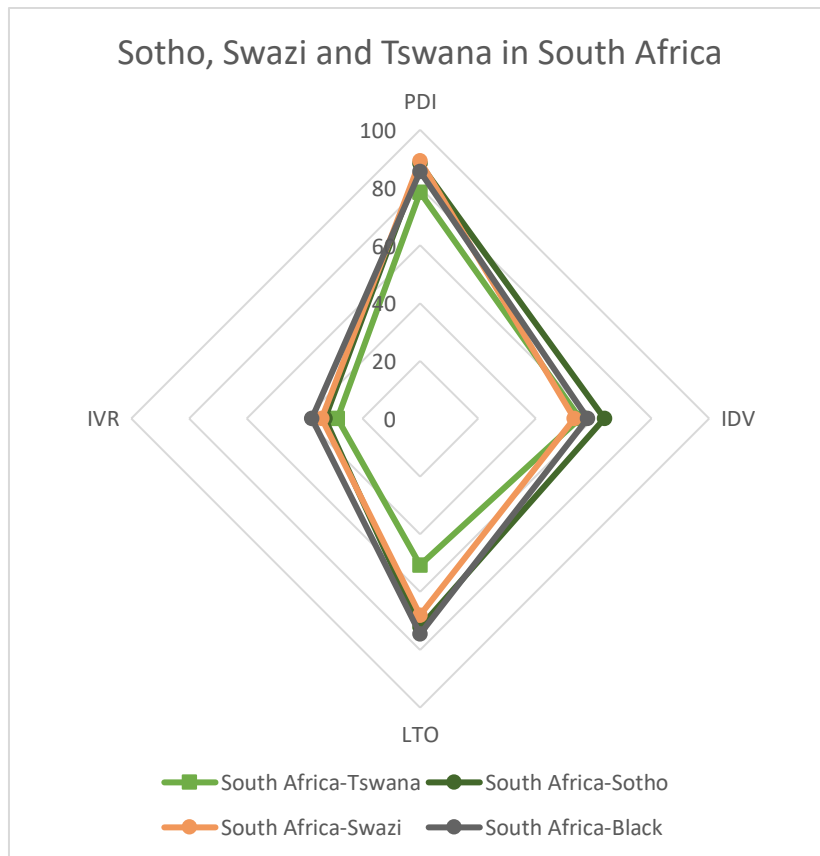 Sotho, Swazi and Tswana in South Africa
PDI
100
80
60
40
20
0
IVR
IDV
LTO
South Africa-Tswana
South Africa-Sotho
South Africa-Swazi
South Africa-Black